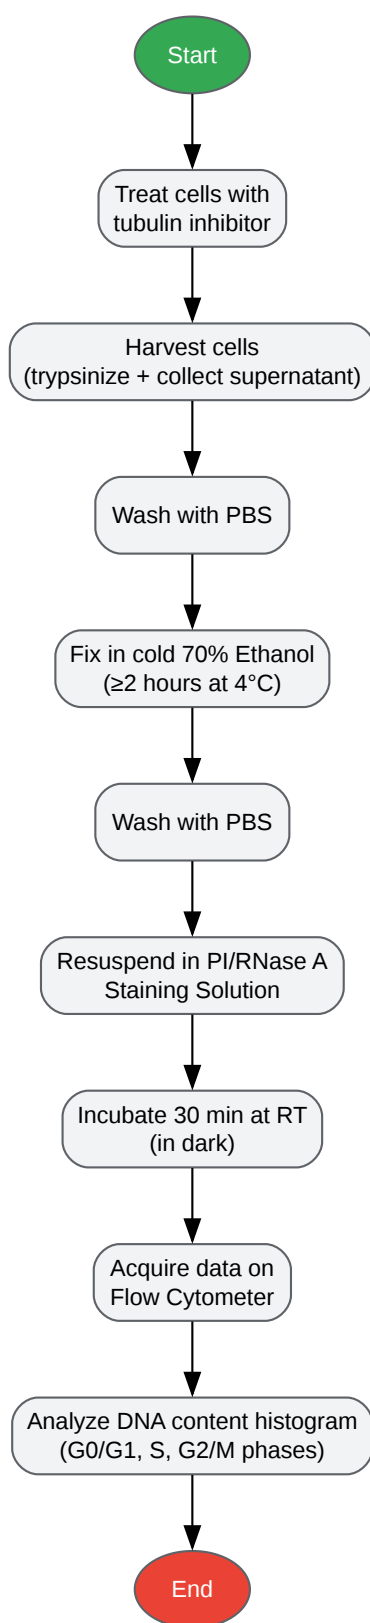 Start
Treat cells with
tubulin inhibitor
Harvest cells
(trypsinize + collect supernatant)
Wash with PBS
Fix in cold 70% Ethanol
(≥2 hours at 4°C)
Wash with PBS
Resuspend in PI/RNase A
Staining Solution
Incubate 30 min at RT
(in dark)
Acquire data on
Flow Cytometer
Analyze DNA content histogram
(G0/G1, S, G2/M phases)
End